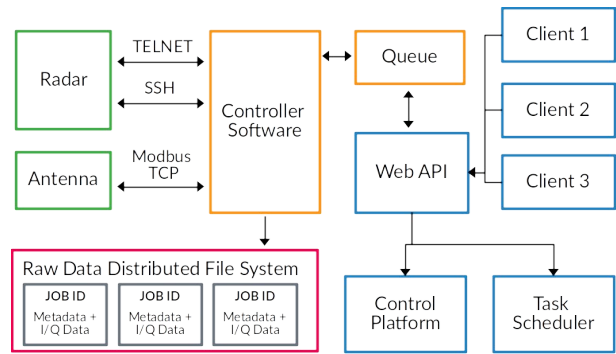 Radar
TELNET
SSH
Controller
Software
Queue
Client 1
Client 2
Client 3
Antenna
Modbus
TCP
Web API
Raw Data Distributed File System
JOB ID
Metadata +
I/Q Data
JOB ID
Metadata +
I/Q Data
JOB ID
Metadata +
I/Q Data
Control
Platform
Task
Scheduler